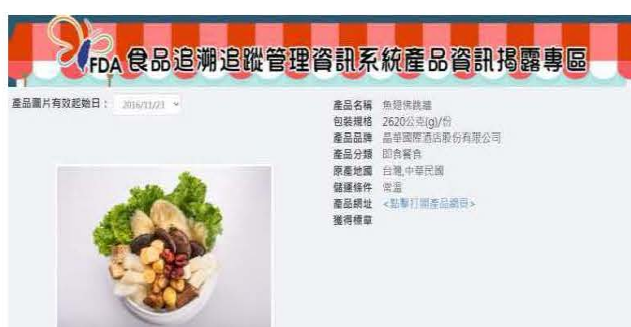 FDA 食品追溯追蹤管理資訊系統產品資訊揭露專區
產品圖片有效起始日： 2016/11/23
產品名稱 魚翅佛跳牆
包裝規格 2620公克(g)/份
產品品牌 晶華國際酒店股份有限公司
產品分類 即食餐食
原產地國 台灣,中華民國
儲運條件 常溫
產品網址 <點擊打開產品網頁>
獲得標章